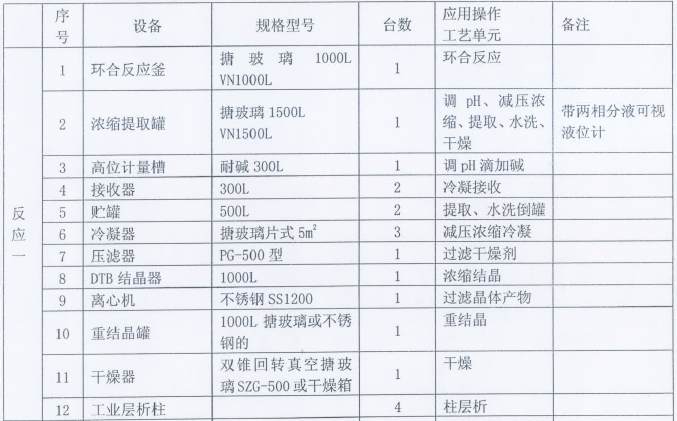 序号 设备 规格型号 台数 应用操作工艺单元 备注
反应一
1 环合反应釜 搪玻璃1000L VN1000L 1 环合反应
2 浓缩提取罐 搪玻璃1500L VN1500L 1 调 pH、减压浓缩、提取、水洗、干燥 带两相分液可视液位计
3 高位计量槽 耐碱 300L 1 调 pH 滴加碱
4 接收器 300L 2 冷凝接收
5 贮罐 500L 2 提取、水洗倒罐
6 冷凝器 搪玻璃片式 5m² 3 减压浓缩冷凝
7 压滤器 PG-500 型 1 过滤干燥剂
8 DTB 结晶器 1000L 1 浓缩结晶
9 离心机 不锈钢 SS1200 1 过滤晶体产物
10 重结晶罐 1000L 搪玻璃或不锈钢的 1 重结晶
11 干燥器 双锥回转真空搪玻璃 SZG-500 或干燥箱 1 干燥
12 工业层析柱 4 柱层析